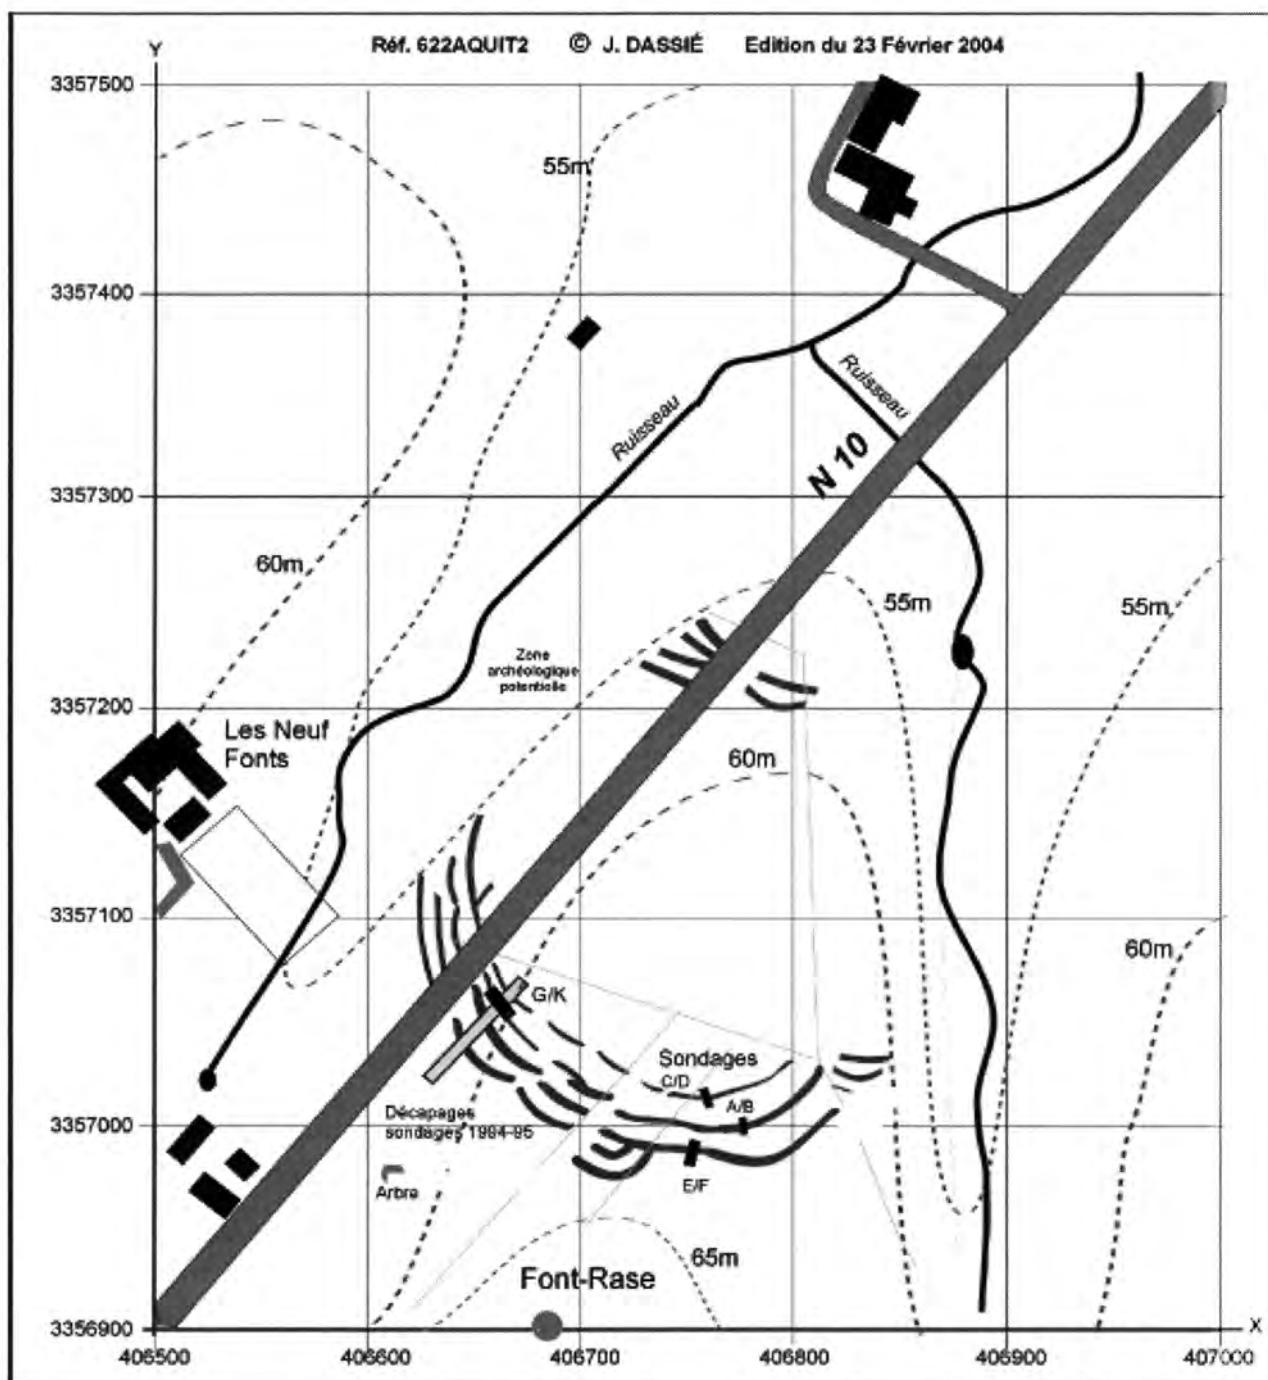 Réf. 622AQUIT2 © J. DASSIÉ Edition du 23 Février 2004
Y
3357500
55m
3357400
Ruisseau
Ruisseau
N 10
3357300
60m
55m
55m
Zone
archéologique
potentielle
3357200
Les Neuf
Fonts
60m
3357100
60m
G/K
Sondages
C/D
A/B
Décapages
sondages 1994-95
3357000
E/F
Arbre
65m
Font-Rase
3356900
X
406500 406600 406700 406800 406900 407000